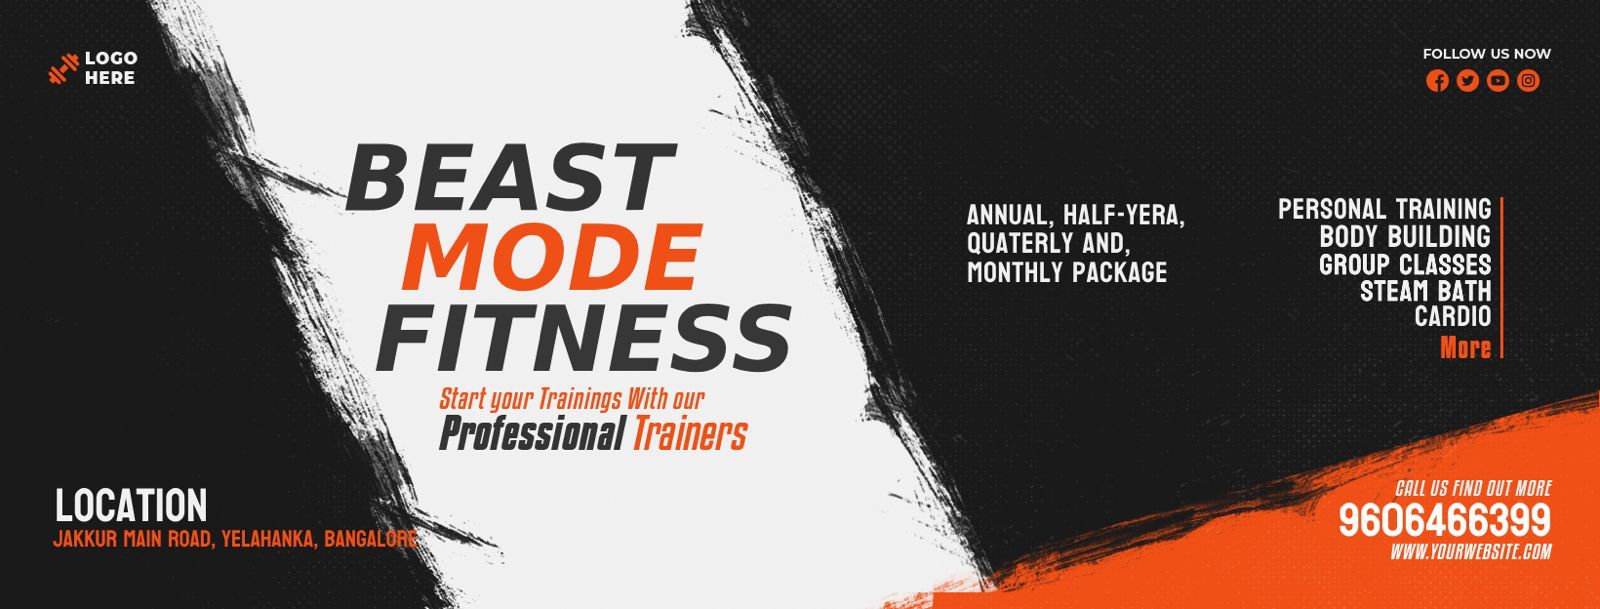 LOGO
HERE
FOLLOW US NOW
BEAST
MODE
FITNESS
Start your Trainings With our
Professional Trainers
ANNUAL, HALF-YERA,
QUATERLY AND,
MONTHLY PACKAGE
PERSONAL TRAINING
BODY BUILDING
GROUP CLASSES
STEAM BATH
CARDIO
More
LOCATION
JAKKUR MAIN ROAD, YELAHANKA, BANGALORE
CALL US FIND OUT MORE
9606466399
WWW.YOURWEBSITE.COM